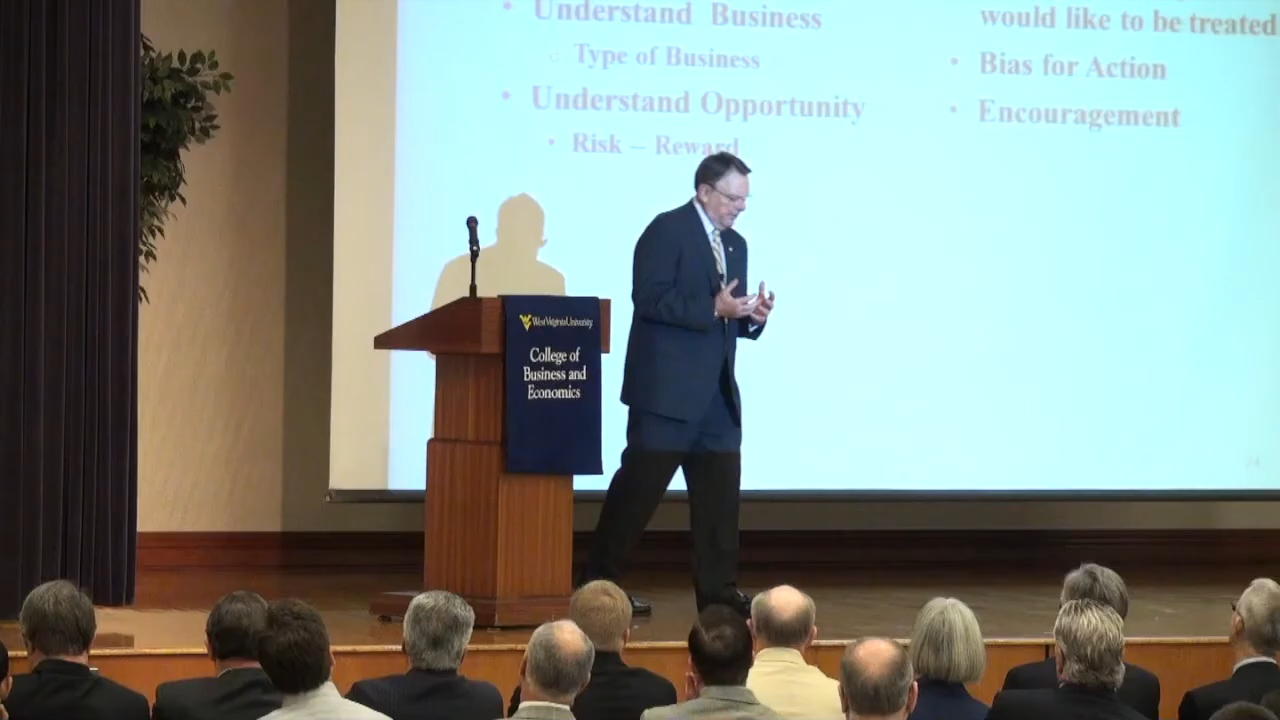 • Understand Business
○ Type of Business
• Understand Opportunity
• Risk – Reward
would like to be treated
• Bias for Action
• Encouragement
West Virginia University
College of
Business and
Economics